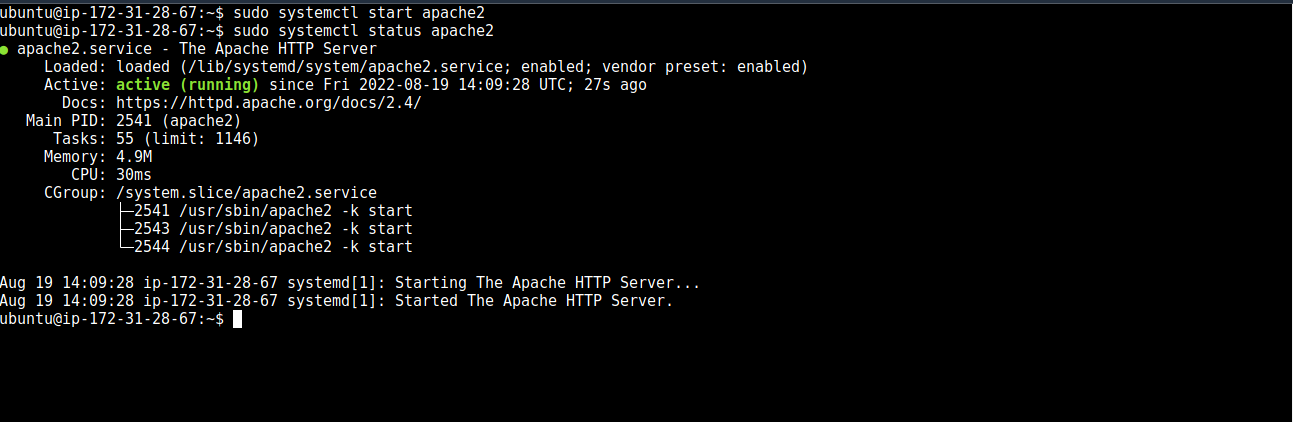 ubuntu@ip-172-31-28-67:~$ sudo systemctl start apache2
ubuntu@ip-172-31-28-67:~$ sudo systemctl status apache2
● apache2.service - The Apache HTTP Server
     Loaded: loaded (/lib/systemd/system/apache2.service; enabled; vendor preset: enabled)
     Active: active (running) since Fri 2022-08-19 14:09:28 UTC; 27s ago
       Docs: https://httpd.apache.org/docs/2.4/
   Main PID: 2541 (apache2)
      Tasks: 55 (limit: 1146)
     Memory: 4.9M
        CPU: 30ms
     CGroup: /system.slice/apache2.service
             ├─2541 /usr/sbin/apache2 -k start
             ├─2543 /usr/sbin/apache2 -k start
             └─2544 /usr/sbin/apache2 -k start

Aug 19 14:09:28 ip-172-31-28-67 systemd[1]: Starting The Apache HTTP Server...
Aug 19 14:09:28 ip-172-31-28-67 systemd[1]: Started The Apache HTTP Server.
ubuntu@ip-172-31-28-67:~$